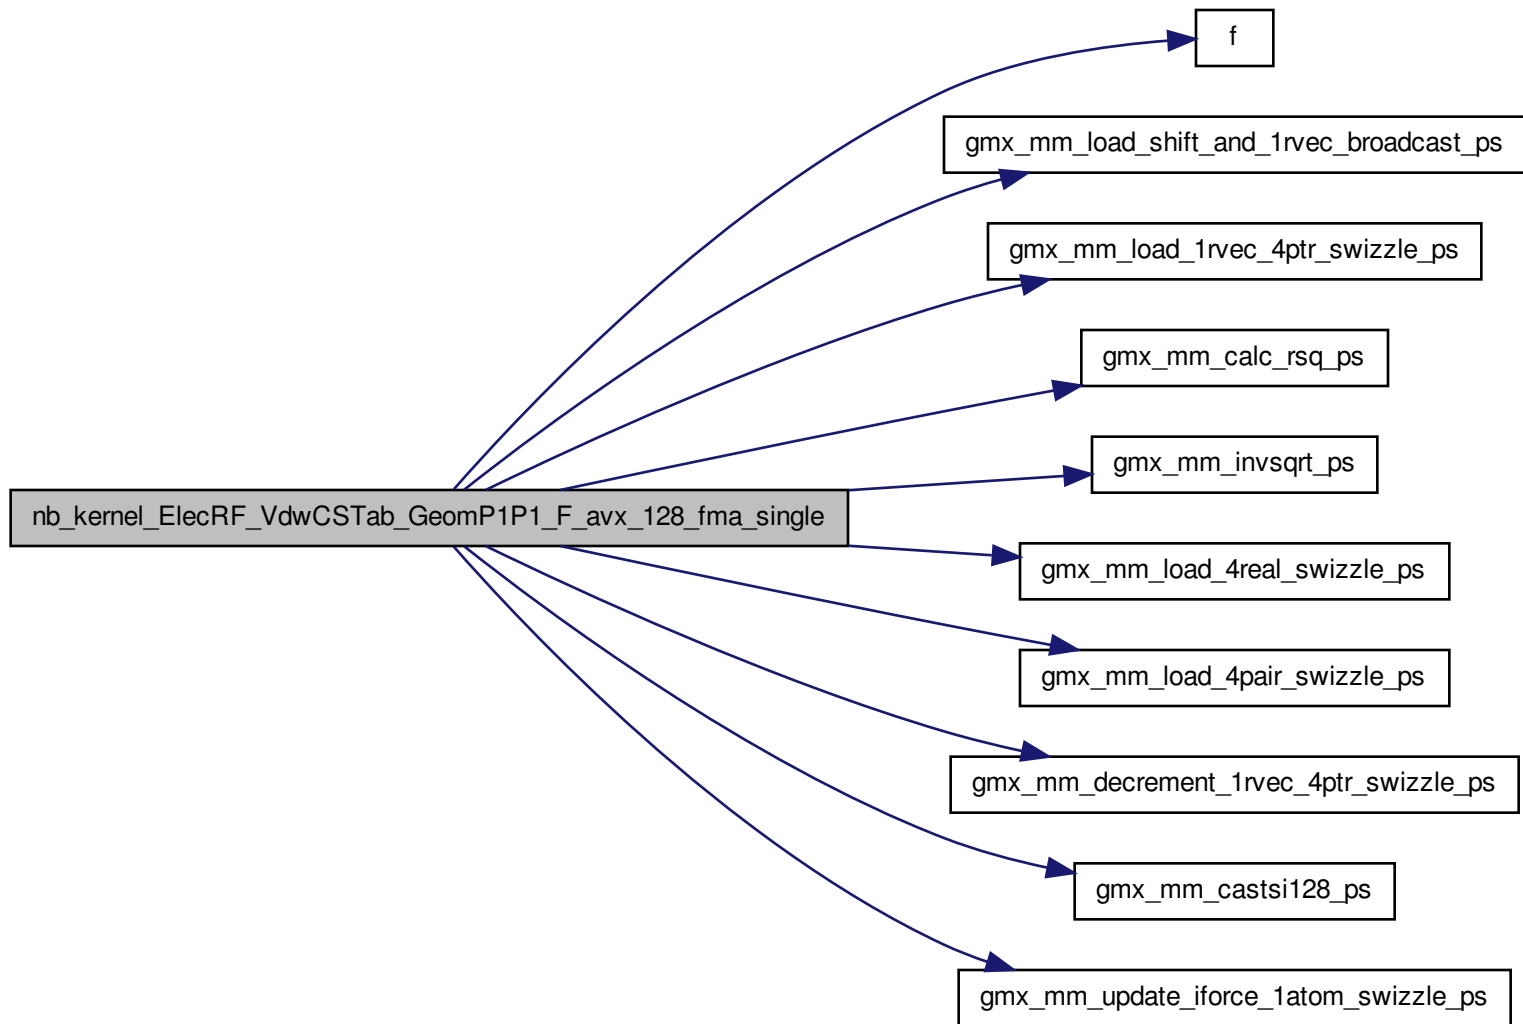 f
gmx_mm_load_shift_and_1rvec_broadcast_ps
gmx_mm_load_1rvec_4ptr_swizzle_ps
gmx_mm_calc_rsq_ps
gmx_mm_invsqrt_ps
nb_kernel_ElecRF_VdwCSTab_GeomP1P1_F_avx_128_fma_single
gmx_mm_load_4real_swizzle_ps
gmx_mm_load_4pair_swizzle_ps
gmx_mm_decrement_1rvec_4ptr_swizzle_ps
gmx_mm_castsi128_ps
gmx_mm_update_iforce_1atom_swizzle_ps